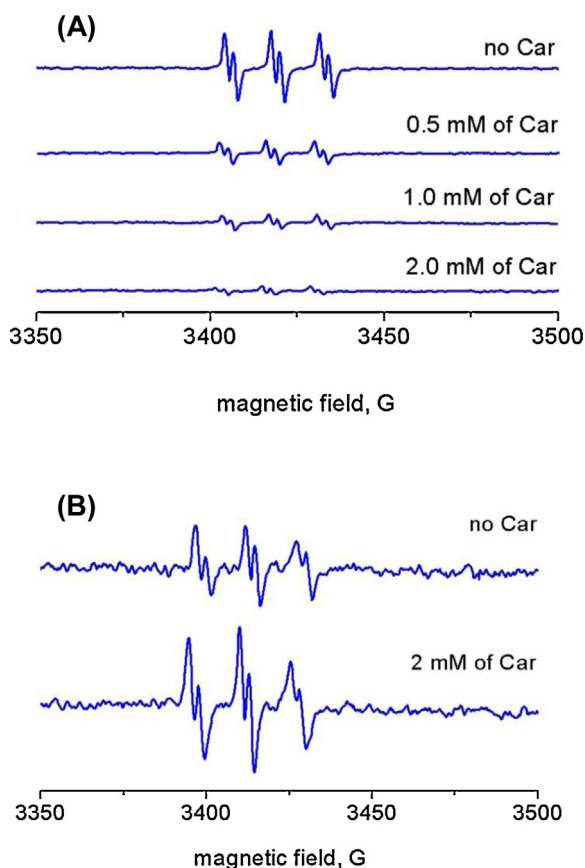 (A)
no Car
0.5 mM of Car
1.0 mM of Car
2.0 mM of Car
3350 3400 3450 3500
magnetic field, G
(B)
no Car
2 mM of Car
3350 3400 3450 3500
magnetic field, G